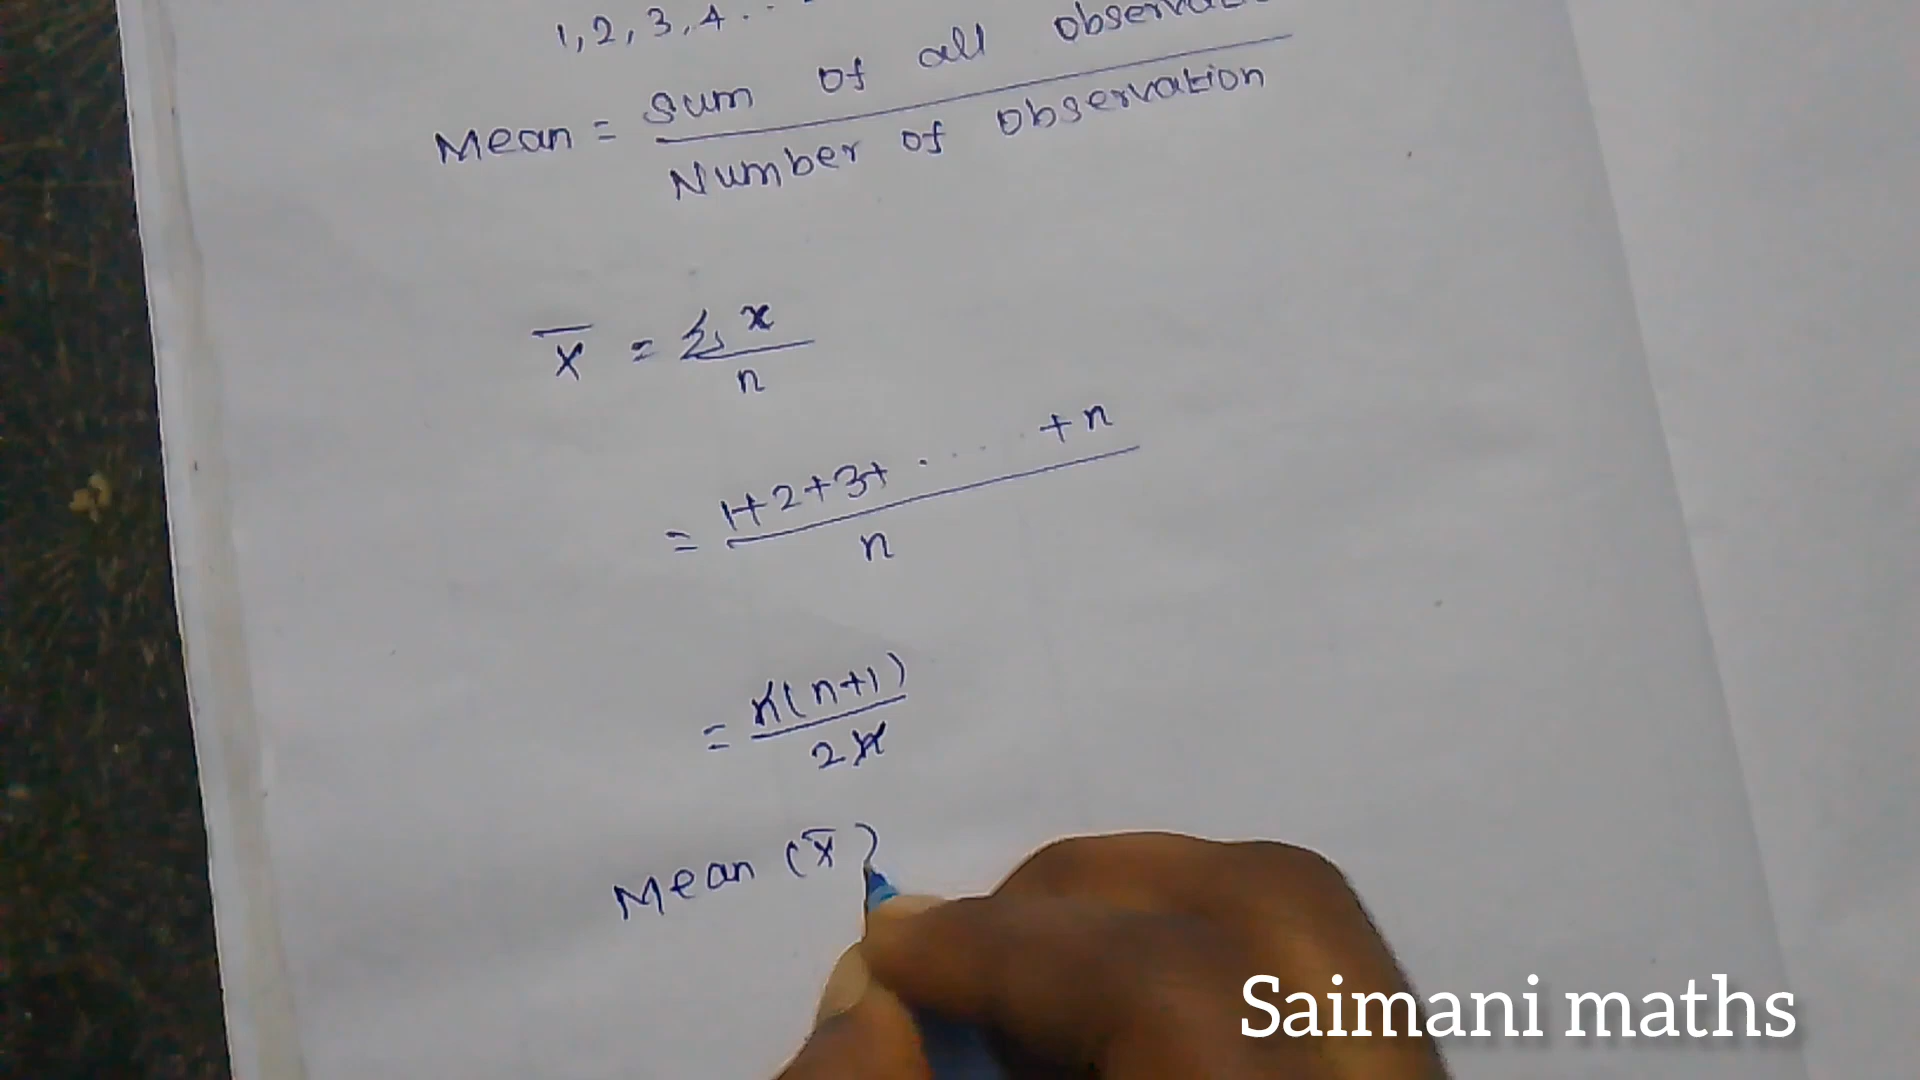 1, 2, 3, 4 . .
sum of all
Mean = ―
Number of observation
x̄ = Σx / n
= 1+2+3+ . . . . +n / n
= n(n+1) / 2n
Mean (x̄)
Saimani maths